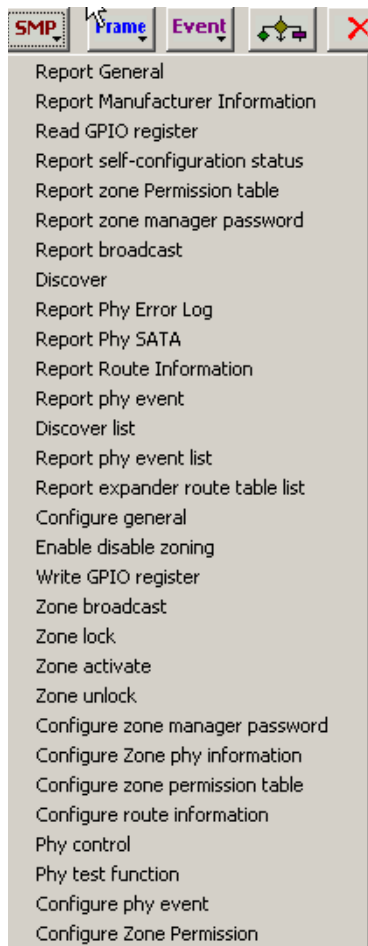 SMP Frame Event
Report General
Report Manufacturer Information
Read GPIO register
Report self-configuration status
Report zone Permission table
Report zone manager password
Report broadcast
Discover
Report Phy Error Log
Report Phy SATA
Report Route Information
Report phy event
Discover list
Report phy event list
Report expander route table list
Configure general
Enable disable zoning
Write GPIO register
Zone broadcast
Zone lock
Zone activate
Zone unlock
Configure zone manager password
Configure Zone phy information
Configure zone permission table
Configure route information
Phy control
Phy test function
Configure phy event
Configure Zone Permission